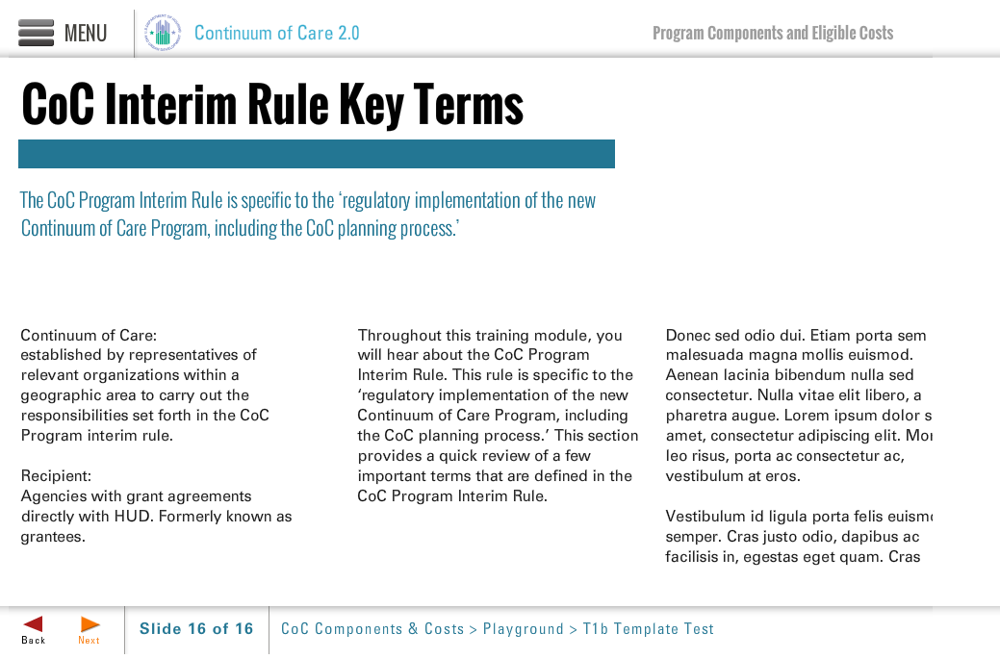 MENU
Continuum of Care 2.0
Program Components and Eligible Costs
CoC Interim Rule Key Terms
The CoC Program Interim Rule is specific to the ‘regulatory implementation of the new
Continuum of Care Program, including the CoC planning process.’
Continuum of Care:
established by representatives of
relevant organizations within a
geographic area to carry out the
responsibilities set forth in the CoC
Program interim rule.
Recipient:
Agencies with grant agreements
directly with HUD. Formerly known as
grantees.
Throughout this training module, you
will hear about the CoC Program
Interim Rule. This rule is specific to the
‘regulatory implementation of the new
Continuum of Care Program, including
the CoC planning process.’ This section
provides a quick review of a few
important terms that are defined in the
CoC Program Interim Rule.
Donec sed odio dui. Etiam porta sem
malesuada magna mollis euismod.
Aenean lacinia bibendum nulla sed
consectetur. Nulla vitae elit libero, a
pharetra augue. Lorem ipsum dolor
amet, consectetur adipiscing elit.
leo risus, porta ac consectetur ac,
vestibulum at eros.
Vestibulum id ligula porta felis
semper. Cras justo odio, dapibus ac
facilisis in, egestas eget quam. Cras
Back
Next
Slide 16 of 16
CoC Components & Costs > Playground > T1b Template Test